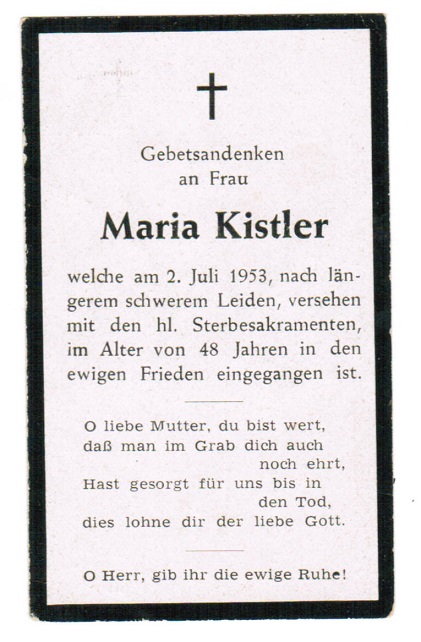 Gebetsandenken
an Frau
Maria Kistler
welche am 2. Juli 1953, nach län-
gerem schwerem Leiden, versehen
mit den hl. Sterbesakramenten,
im Alter von 48 Jahren in den
ewigen Frieden eingegangen ist.
O liebe Mutter, du bist wert,
daß man im Grab dich auch
noch ehrt,
Hast gesorgt für uns bis in
den Tod,
dies lohne dir der liebe Gott.
O Herr, gib ihr die ewige Ruhe!